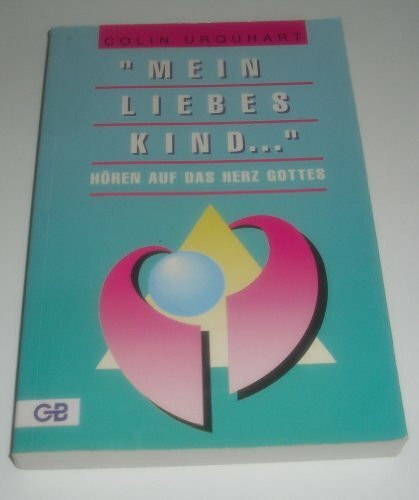 COLIN URQUHART
"MEIN
LIEBES
KIND..."
HÖREN AUF DAS HERZ GOTTES
GB